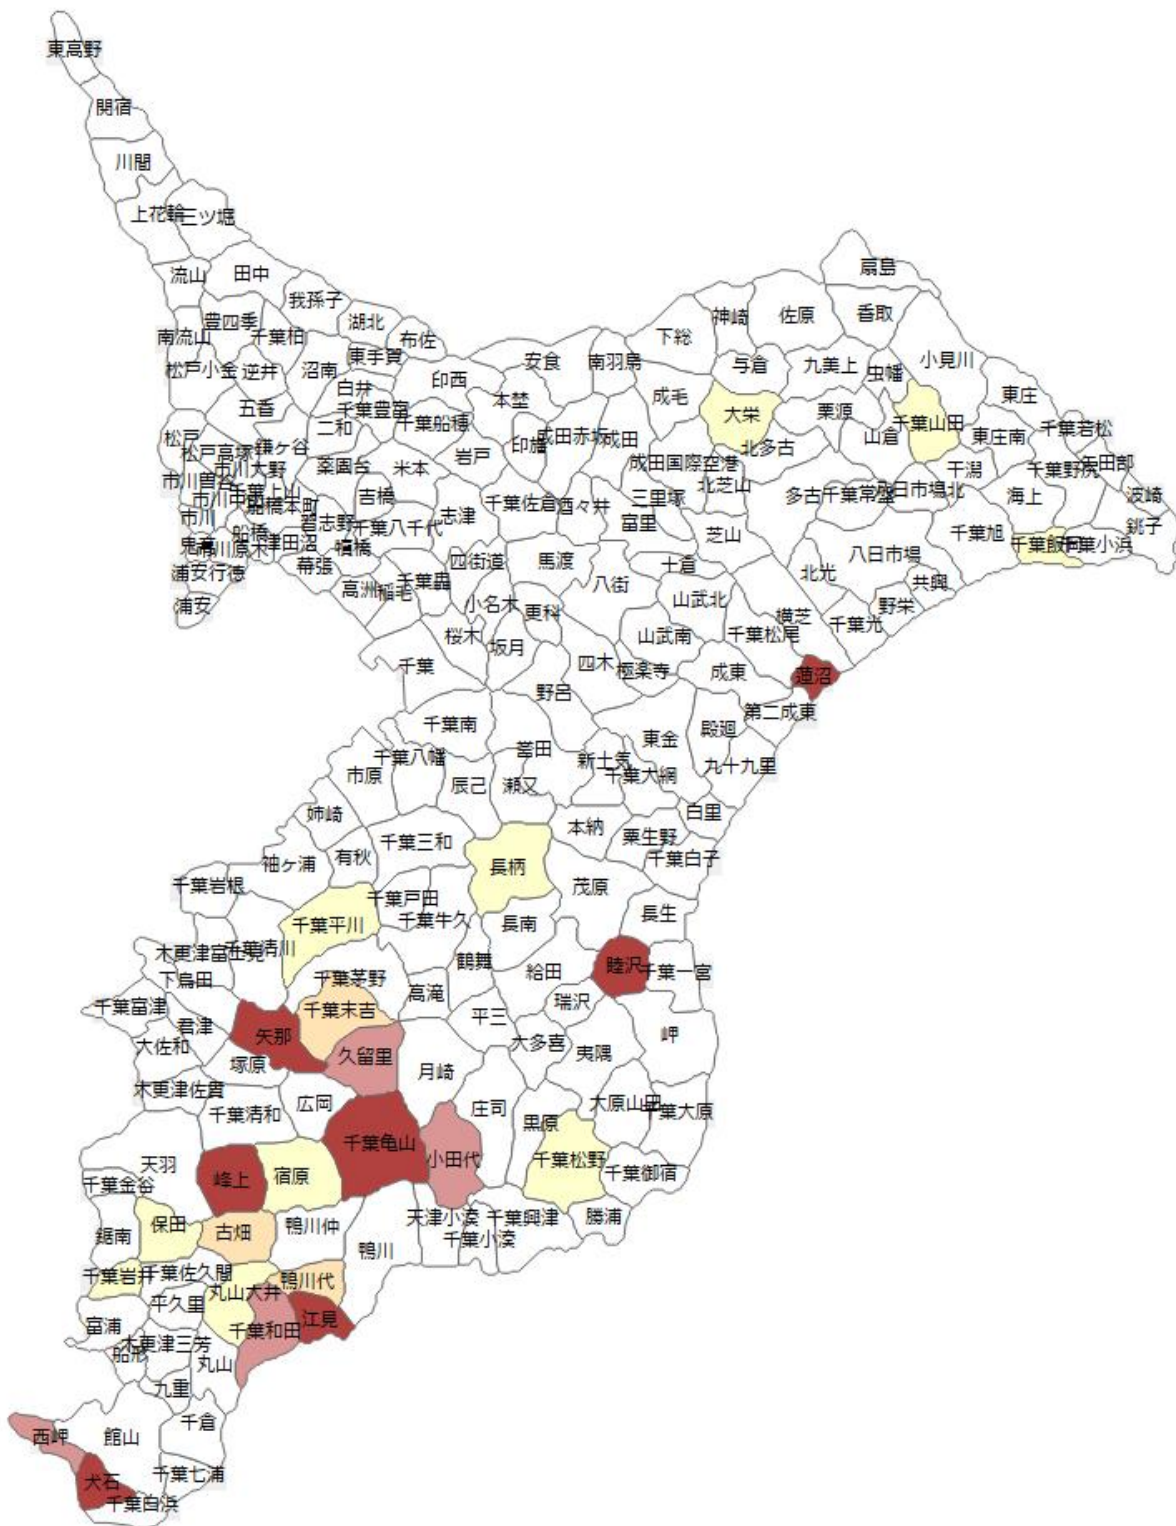 東高野
関宿
川間
上花輪
三ツ堀
流山
田中
我孫子
扇島
南流山
豊四季
千葉柏
湖北
布佐
下総
神崎
佐原
香取
松戸小金
逆井
沼南
東手賀
印西
安食
南羽鳥
与倉
九美上
虫幡
小見川
五香
白井
千葉豊富
本埜
成毛
大栄
栗源
千葉山田
東庄
松戸
松戸高塚
鎌ヶ谷
二和
千葉船穂
印旛
成田赤坂
成田
北多古
山倉
東庄南
千葉若松
市川大野
薬園台
米本
岩戸
成田国際空港
干潟
千葉野尻
矢田部
市川曽谷
千葉上山
吉橋
北芝山
多古
千葉常盤
八日市場北
海上
波崎
市川
船橋本町
習志野
千葉八千代
志津
千葉佐倉
酒々井
三里塚
富里
芝山
千葉旭
銚子
鬼高
市川原木
船橋
津田沼
幕張
四街道
馬渡
八日市場
千葉飯岡
千葉小浜
浦安行徳
浦安
高洲
稲毛
千葉轟
小名木
更科
八街
十倉
山武北
北光
共興
野栄
桜木
坂月
山武南
千葉松尾
横芝
千葉光
千葉
四木
極楽寺
成東
蓮沼
野呂
千葉南
誉田
東金
殿廻
第二成東
市原
千葉八幡
辰己
瀬又
新土気
千葉大網
九十九里
姉崎
本納
粟生野
白里
袖ヶ浦
有秋
千葉三和
長柄
千葉白子
千葉岩根
千葉戸田
茂原
千葉平川
千葉牛久
長南
長生
木更津富士見
千葉清川
千葉茅野
鶴舞
給田
睦沢
千葉一宮
下烏田
高滝
瑞沢
千葉富津
君津
矢那
千葉末吉
平三
大佐和
塚原
久留里
月崎
大多喜
夷隅
岬
木更津佐貫
千葉清和
広岡
庄司
黒原
大原山田
千葉大原
天羽
峰上
宿原
千葉亀山
小田代
千葉松野
千葉御宿
千葉金谷
鋸南
保田
古畑
鴨川仲
鴨川
天津小湊
千葉小湊
千葉興津
勝浦
千葉岩井
千葉佐久間
丸山大井
鴨川代
平久里
富浦
千葉和田
江見
木更津三芳
船形
丸山
九重
千倉
西岬
館山
犬石
千葉七浦
千葉白浜